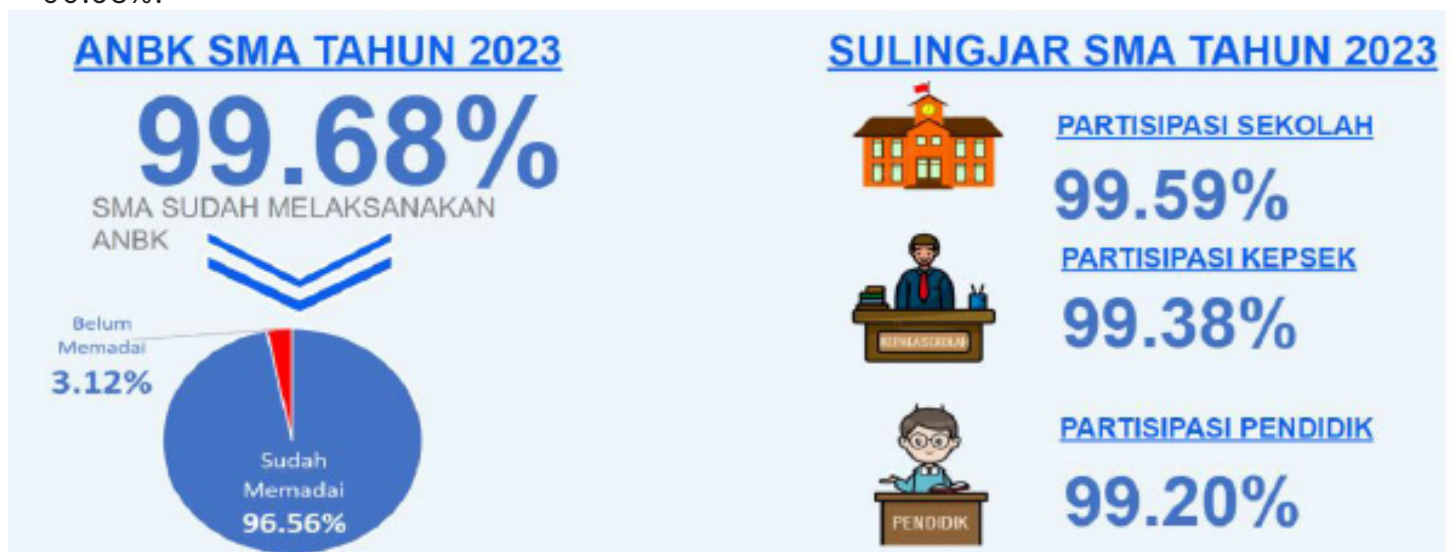 ANBK SMA TAHUN 2023
99.68%
SMA SUDAH MELAKSANAKAN
ANBK
Belum
Memadai
3.12%
Sudah
Memadai
96.56%
SULINGJAR SMA TAHUN 2023
PARTISIPASI SEKOLAH
99.59%
PARTISIPASI KEPSEK
99.38%
KEPALA SEKOLAH
PARTISIPASI PENDIDIK
99.20%
PENDIDIK